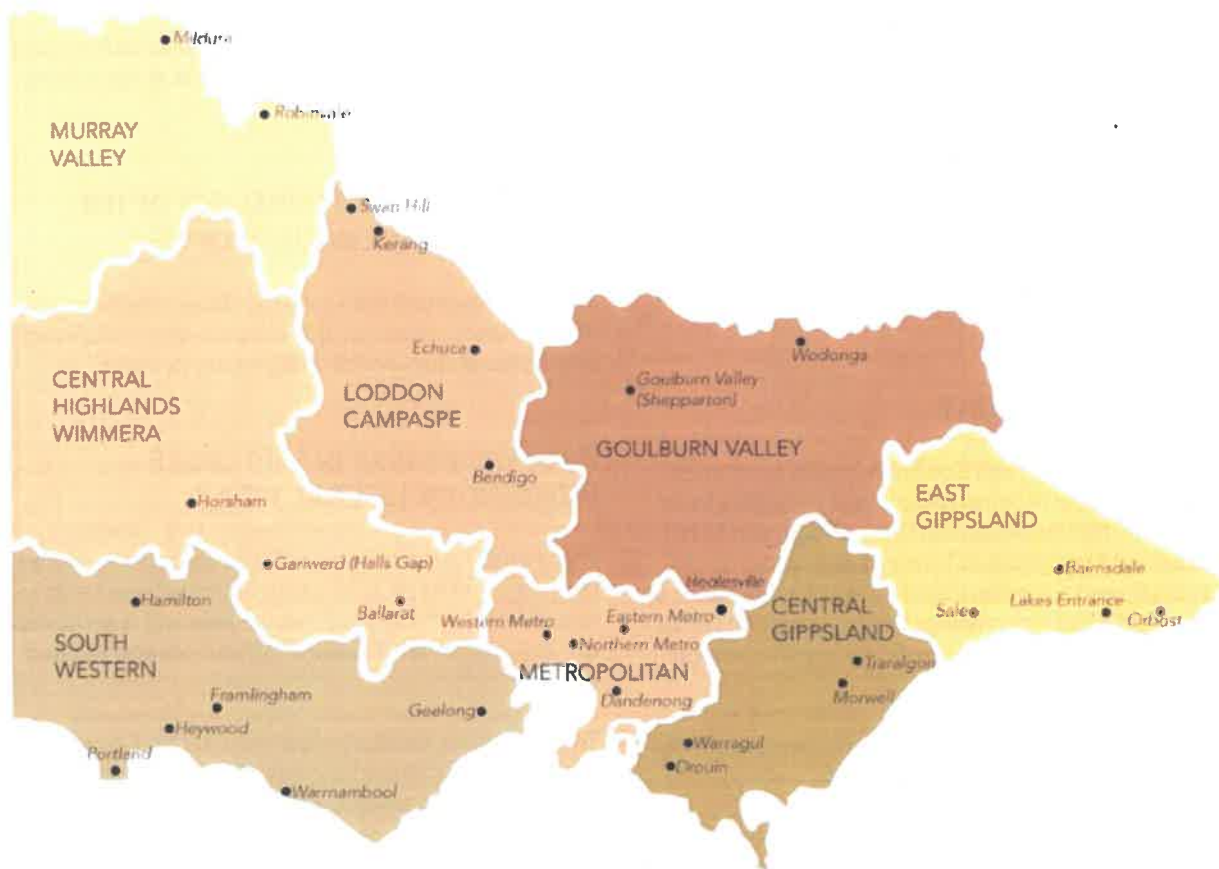 Mildura
Robinvale
MURRAY
VALLEY
Swan Hill
Kerang
Echuca
Wodonga
Goulburn Valley
(Shepparton)
CENTRAL
HIGHLANDS
WIMMERA
LODDON
CAMPASPE
GOULBURN VALLEY
Bendigo
Horsham
EAST
GIPPSLAND
Gariwerd (Halls Gap)
Bairnsdale
Healesville
Hamilton
Ballarat
Western Metro
Eastern Metro
CENTRAL
GIPPSLAND
Sale
Lakes Entrance
Orbost
Northern Metro
SOUTH
WESTERN
METROPOLITAN
Traralgon
Morwell
Dandenong
Framlingham
Geelong
Heywood
Warragul
Portland
Drouin
Warrnambool